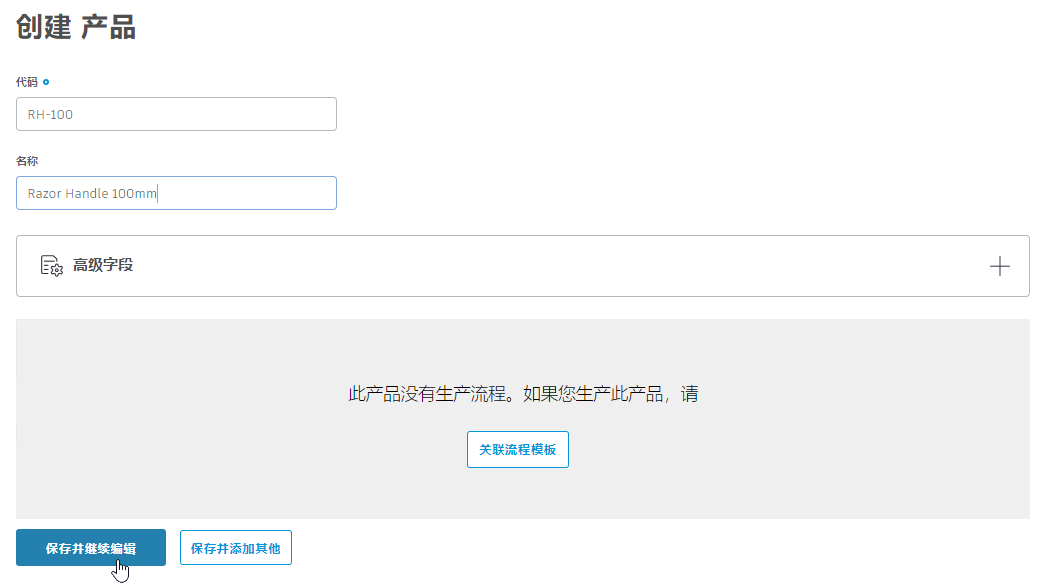 创建 产品
代码
RH-100
名称
Razor Handle 100mm
高级字段
此产品没有生产流程。如果您生产此产品，请
关联流程模板
保存并继续编辑
保存并添加其他